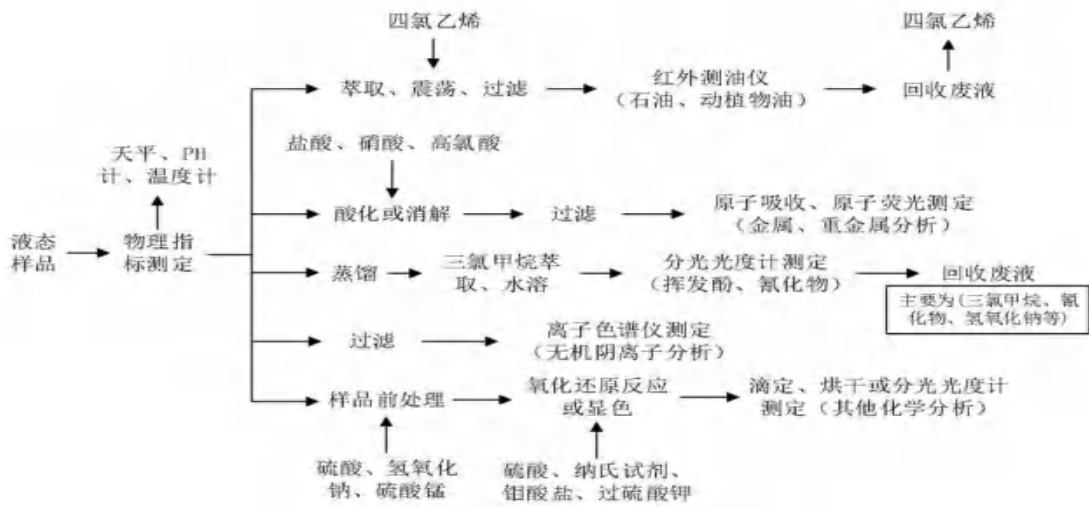 四氯乙烯
四氯乙烯
萃取、震荡、过滤
红外测油仪
（石油、动植物油）
回收废液
盐酸、硝酸、高氯酸
天平、PH
计、温度计
酸化或消解
过滤
原子吸收、原子荧光测定
（金属、重金属分析）
液态
样品
物理指
标测定
蒸馏
三氯甲烷萃
取、水溶
分光光度计测定
（挥发酚、氰化物）
回收废液
主要为(三氯甲烷、氰
化物、氢氧化钠等)
过滤
离子色谱仪测定
（无机阴离子分析）
样品前处理
氧化还原反应
或显色
滴定、烘干或分光光度计
测定（其他化学分析）
硫酸、氢氧化
钠、硫酸锰
硫酸、纳氏试剂、
钼酸盐、过硫酸钾